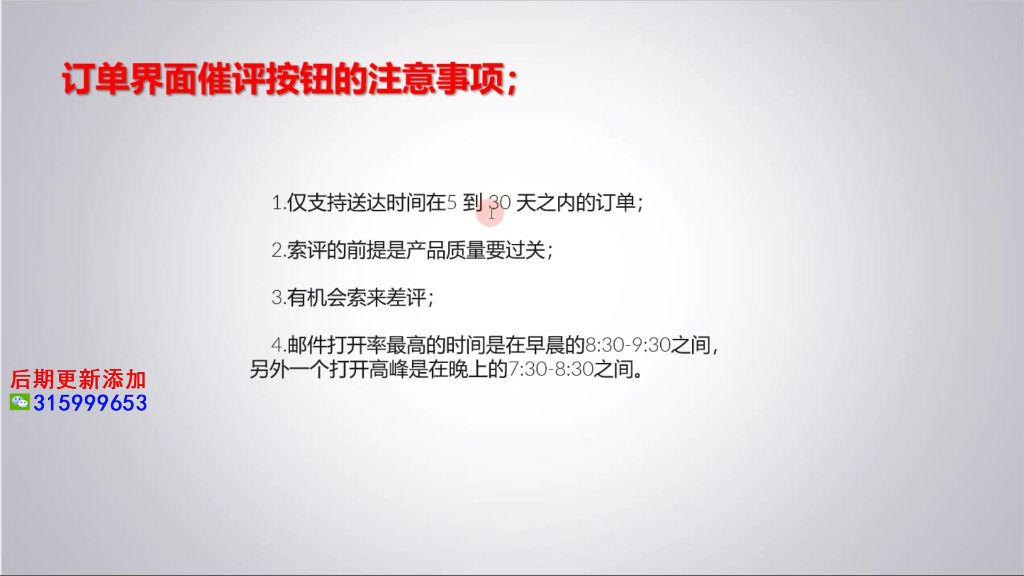 订单界面催评按钮的注意事项；
1.仅支持送达时间在5 到 30 天之内的订单；
2.索评的前提是产品质量要过关；
3.有机会索来差评；
4.邮件打开率最高的时间是在早晨的8:30-9:30之间，
另外一个打开高峰是在晚上的7:30-8:30之间。
后期更新添加
315999653